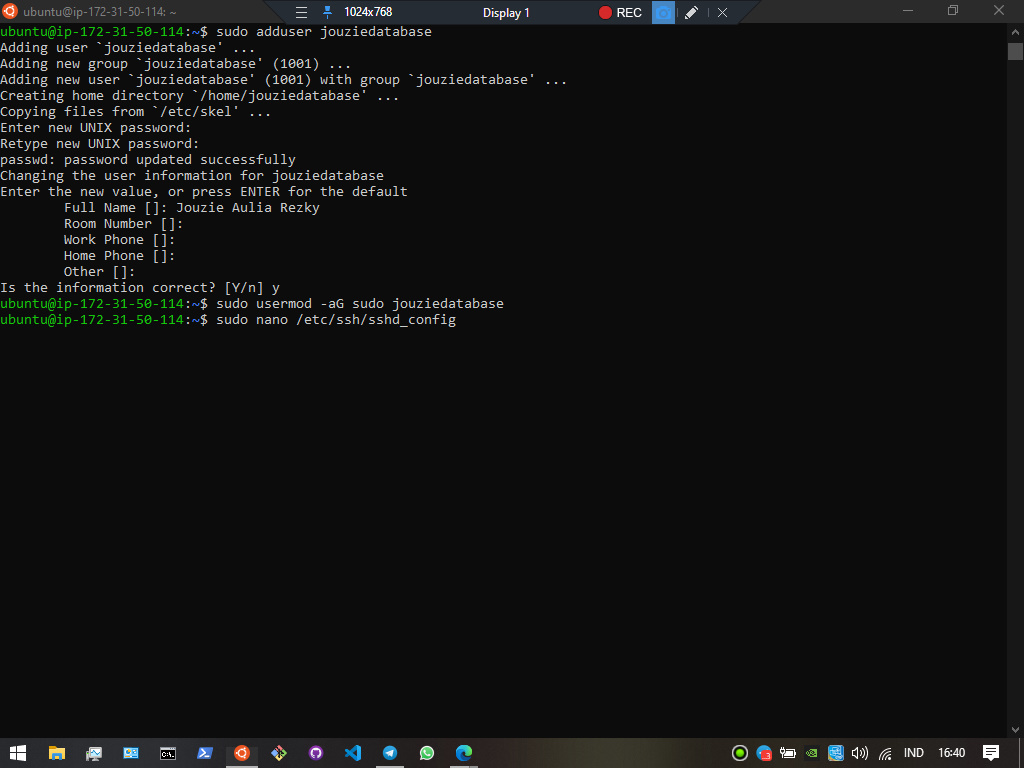 ubuntu@ip-172-31-50-114: ~
1024x768
Display 1
REC
ubuntu@ip-172-31-50-114:~$ sudo adduser jouziedatabase
Adding user `jouziedatabase' ...
Adding new group `jouziedatabase' (1001) ...
Adding new user `jouziedatabase' (1001) with group `jouziedatabase' ...
Creating home directory `/home/jouziedatabase' ...
Copying files from `/etc/skel' ...
Enter new UNIX password:
Retype new UNIX password:
passwd: password updated successfully
Changing the user information for jouziedatabase
Enter the new value, or press ENTER for the default
Full Name []: Jouzie Aulia Rezky
Room Number []:
Work Phone []:
Home Phone []:
Other []:
Is the information correct? [Y/n] y
ubuntu@ip-172-31-50-114:~$ sudo usermod -aG sudo jouziedatabase
ubuntu@ip-172-31-50-114:~$ sudo nano /etc/ssh/sshd_config
IND
16:40